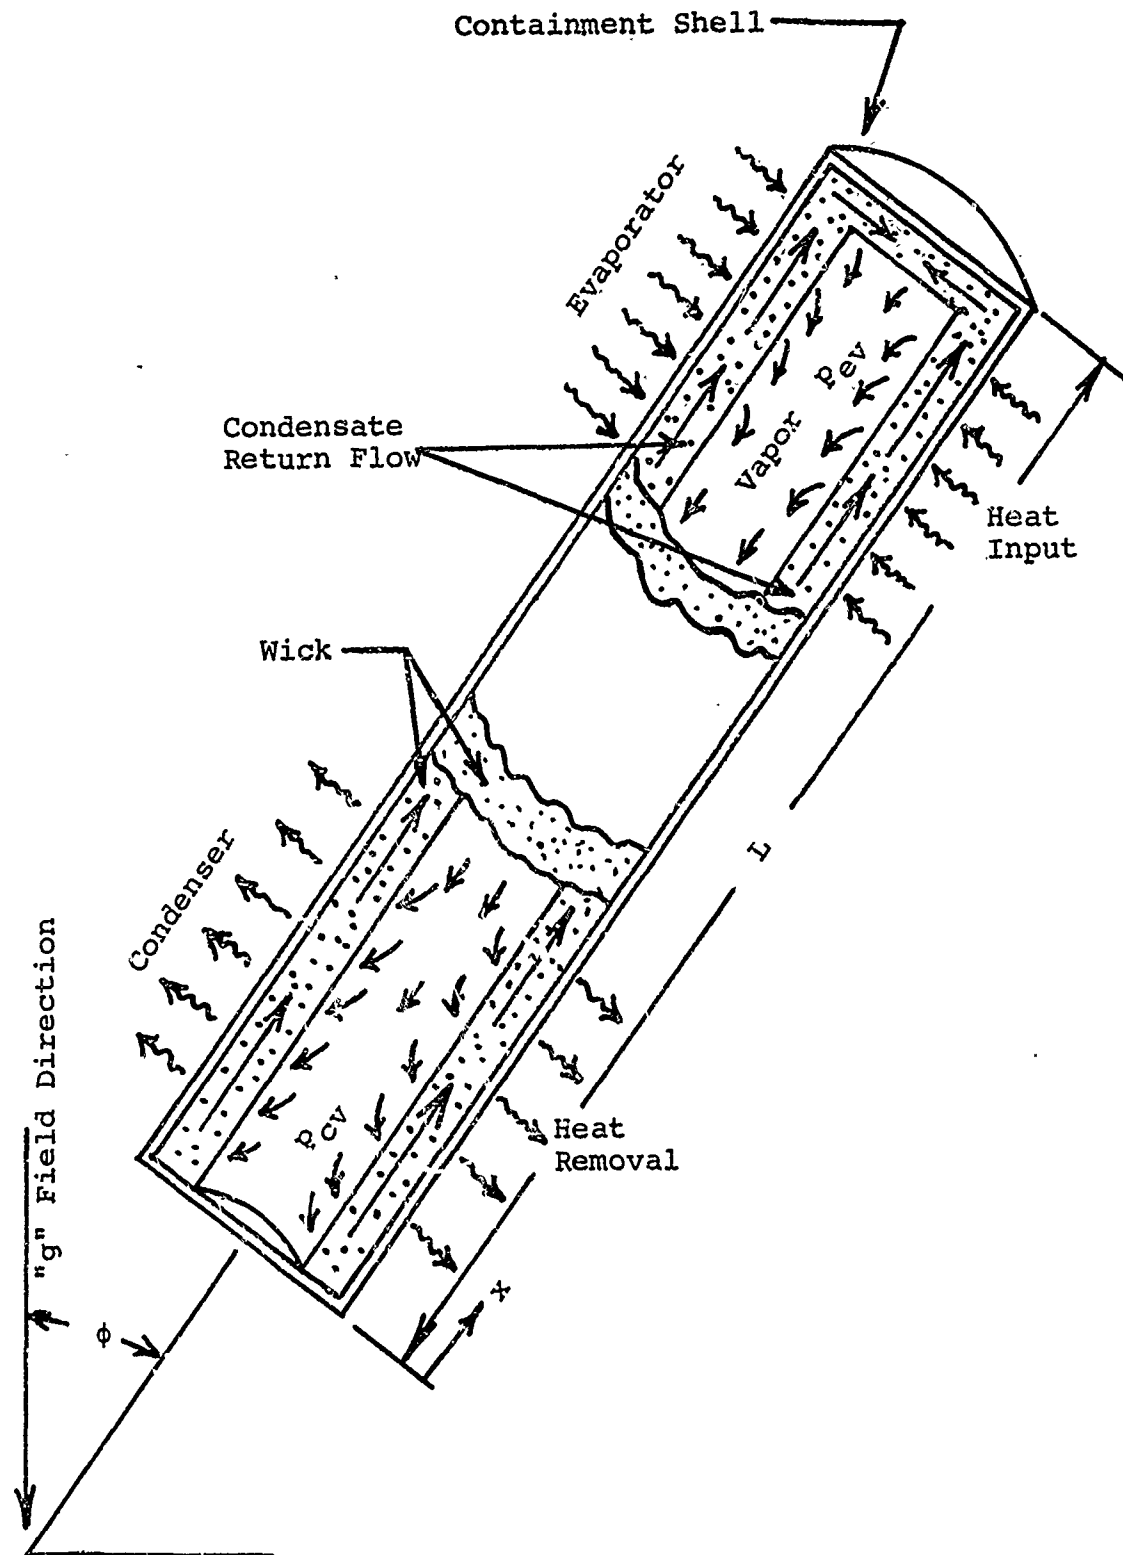 Containment Shell
Evaporator
Condensate
Return Flow
Pev
Vapor
Heat
Input
Wick
L
Condenser
"g" Field Direction
Pcv
Heat
Removal
x
ϕ